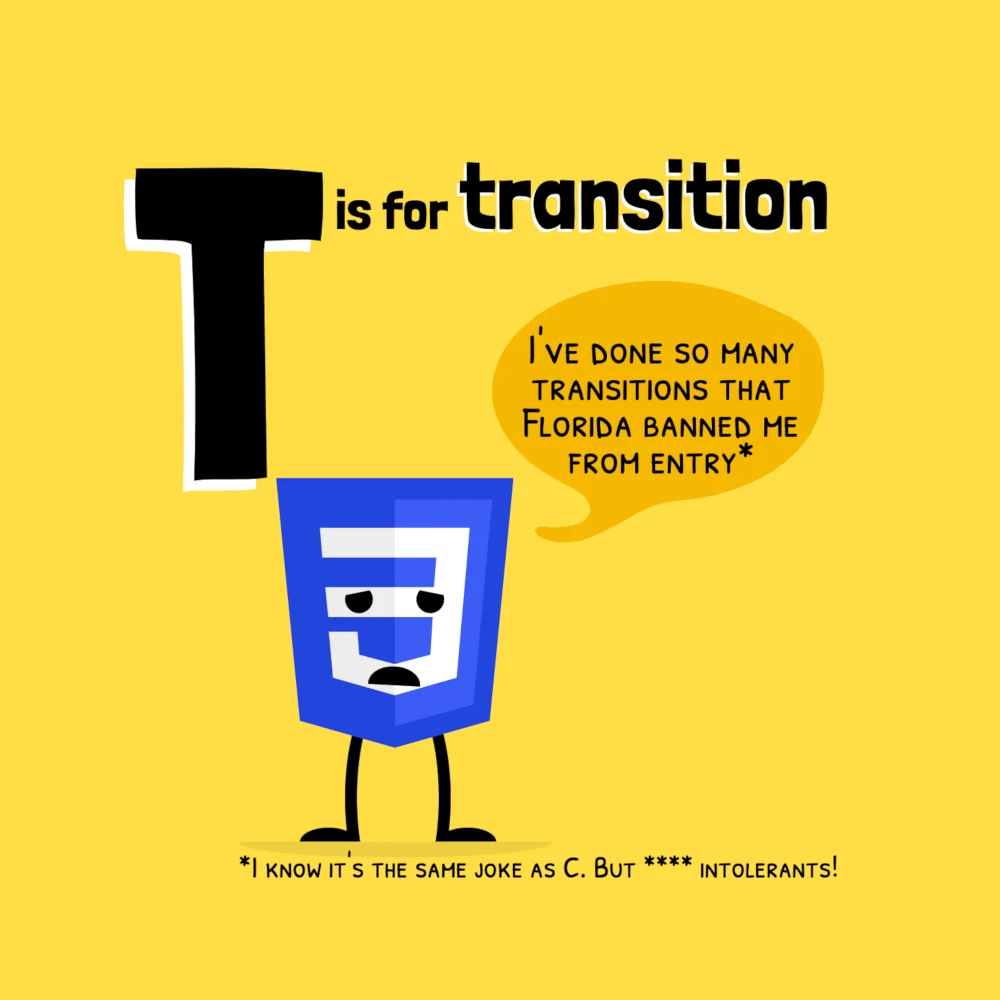 T is for transition
I've done so many
transitions that
Florida banned me
from entry*
*I know it's the same joke as C. But **** intolerants!